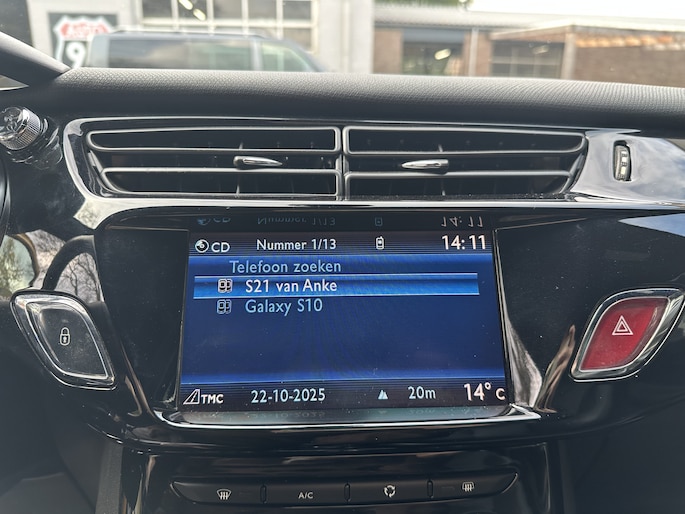 CD Nummer 1/13 14:11
Telefoon zoeken
S21 van Anke
Galaxy S10
TMC 22-10-2025 20m 14° C
A/C